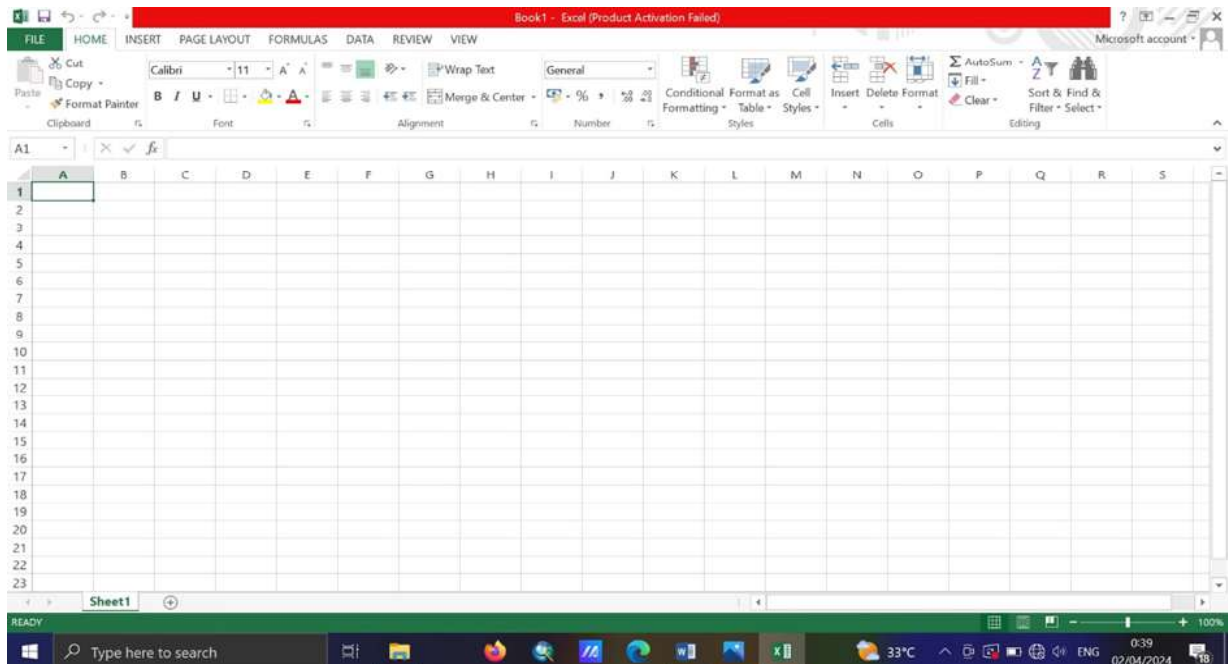 Book1 - Excel (Product Activation Failed)
?
FILE HOME INSERT PAGE LAYOUT FORMULAS DATA REVIEW VIEW Microsoft account
Paste
Cut
Copy
Format Painter
Clipboard
Calibri 11 A A
B I U A
Font
Wrap Text
Merge & Center
Alignment
General
%
Number
Conditional Formatting
Format as Table
Cell Styles
Styles
Insert Delete Format
Cells
AutoSum
Fill
Clear
Sort & Filter
Find & Select
Editing
A1 fx
A B C D E F G H I J K L M N O P Q R S
1
2
3
4
5
6
7
8
9
10
11
12
13
14
15
16
17
18
19
20
21
22
23
Sheet1
READY 100%
Type here to search 33°C ENG 0:39
02/04/2024 18